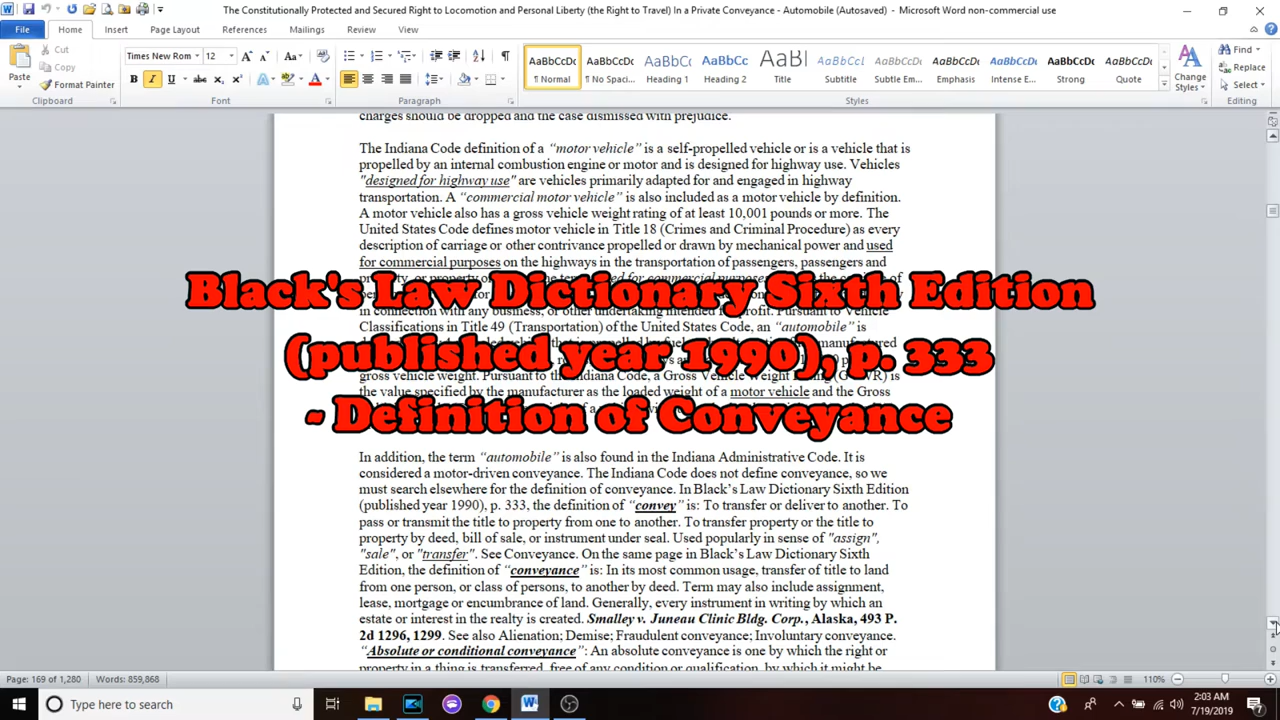 The Constitutionally Protected and Secured Right to Locomotion and Personal Liberty (the Right to Travel) In a Private Conveyance - Automobile (Autosaved) - Microsoft Word non-commercial use
File Home Insert Page Layout References Mailings Review View
Paste
Cut
Copy
Format Painter
Clipboard
Times New Rom 12
Font
Paragraph
AaBbCcDc AaBbCcDc AaBbC AaBbCc AaBl AaBbCcL AaBbCcDc AaBbCcDc AaBbCcDc AaBbCcDc AaBbCcDc
¶ Normal ¶ No Spaci... Heading 1 Heading 2 Title Subtitle Subtle Em... Emphasis Intense E... Strong Quote
Change Styles
Styles
Find
Replace
Select
Editing
charges should be dropped and the case dismissed with prejudice.
The Indiana Code definition of a “motor vehicle” is a self-propelled vehicle or is a vehicle that is
propelled by an internal combustion engine or motor and is designed for highway use. Vehicles
"designed for highway use" are vehicles primarily adapted for and engaged in highway
transportation. A “commercial motor vehicle” is also included as a motor vehicle by definition.
A motor vehicle also has a gross vehicle weight rating of at least 10,001 pounds or more. The
United States Code defines motor vehicle in Title 18 (Crimes and Criminal Procedure) as every
description of carriage or other contrivance propelled or drawn by mechanical power and used
for commercial purposes on the highways in the transportation of passengers, passengers and
Black's Law Dictionary Sixth Edition
(published year 1990), p. 333
- Definition of Conveyance
in connection with any business, or other undertaking intended for profit. Pursuant to Vehicle
Classifications in Title 49 (Transportation) of the United States Code, an “automobile” is
gross vehicle weight. Pursuant to the Indiana Code, a Gross Vehicle Weight Rating (GVWR) is
the value specified by the manufacturer as the loaded weight of a motor vehicle and the Gross
In addition, the term “automobile” is also found in the Indiana Administrative Code. It is
considered a motor-driven conveyance. The Indiana Code does not define conveyance, so we
must search elsewhere for the definition of conveyance. In Black’s Law Dictionary Sixth Edition
(published year 1990), p. 333, the definition of “convey” is: To transfer or deliver to another. To
pass or transmit the title to property from one to another. To transfer property or the title to
property by deed, bill of sale, or instrument under seal. Used popularly in sense of "assign",
"sale", or "transfer". See Conveyance. On the same page in Black’s Law Dictionary Sixth
Edition, the definition of “conveyance” is: In its most common usage, transfer of title to land
from one person, or class of persons, to another by deed. Term may also include assignment,
lease, mortgage or encumbrance of land. Generally, every instrument in writing by which an
estate or interest in the realty is created. Smalley v. Juneau Clinic Bldg. Corp., Alaska, 493 P.
2d 1296, 1299. See also Alienation; Demise; Fraudulent conveyance; Involuntary conveyance.
“Absolute or conditional conveyance”: An absolute conveyance is one by which the right or
property in a thing is transferred, free of any condition or qualification, by which it might be
Page: 169 of 1,280 Words: 859,868
110%
Type here to search
2:03 AM
7/19/2019